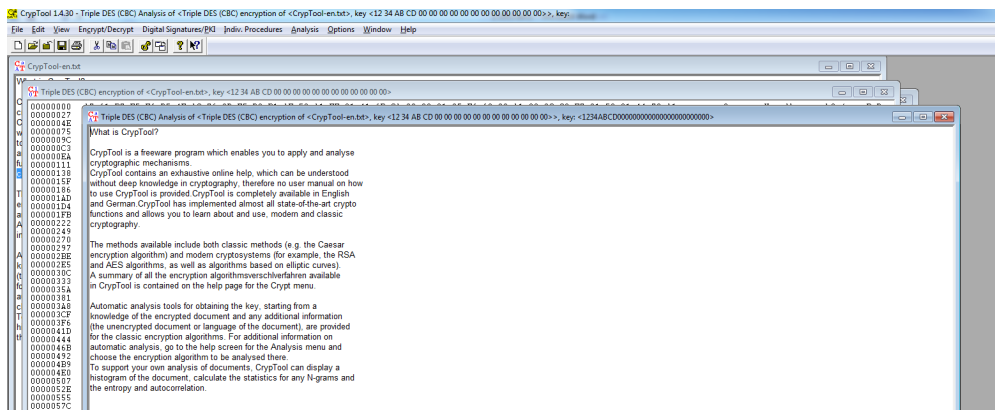 CrypTool 1.4.30 - Triple DES (CBC) Analysis of <Triple DES (CBC) encryption of <CrypTool-en.txt>, key <12 34 AB CD 00 00 00 00 00 00 00 00 00 00 00 00>>, key:
File Edit View Encrypt/Decrypt Digital Signatures/PKI Indiv. Procedures Analysis Options Window Help
CrypTool-en.txt
Triple DES (CBC) encryption of <CrypTool-en.txt>, key <12 34 AB CD 00 00 00 00 00 00 00 00 00 00 00 00>
Triple DES (CBC) Analysis of <Triple DES (CBC) encryption of <CrypTool-en.txt>, key <12 34 AB CD 00 00 00 00 00 00 00 00 00 00 00 00>>, key: <1234ABCD000000000000000000000000>
00000000
00000027
0000004E
00000075
0000009C
000000C3
000000EA
00000111
00000138
0000015F
00000186
000001AD
000001D4
000001FB
00000222
00000249
00000270
00000297
000002BE
000002E5
0000030C
00000333
0000035A
00000381
000003A8
000003CF
000003F6
0000041D
00000444
0000046B
00000492
000004B9
000004E0
00000507
0000052E
00000555
0000057C
What is CrypTool?
CrypTool is a freeware program which enables you to apply and analyse
cryptographic mechanisms.
CrypTool contains an exhaustive online help, which can be understood
without deep knowledge in cryptography, therefore no user manual on how
to use CrypTool is provided.CrypTool is completely available in English
and German.CrypTool has implemented almost all state-of-the-art crypto
functions and allows you to learn about and use, modern and classic
cryptography.
The methods available include both classic methods (e.g. the Caesar
encryption algorithm) and modern cryptosystems (for example, the RSA
and AES algorithms, as well as algorithms based on elliptic curves).
A summary of all the encryption algorithmsverschlverfahren available
in CrypTool is contained on the help page for the Crypt menu.
Automatic analysis tools for obtaining the key, starting from a
knowledge of the encrypted document and any additional information
(the unencrypted document or language of the document), are provided
for the classic encryption algorithms. For additional information on
automatic analysis, go to the help screen for the Analysis menu and
choose the encryption algorithm to be analysed there.
To support your own analysis of documents, CrypTool can display a
histogram of the document, calculate the statistics for any N-grams and
the entropy and autocorrelation.